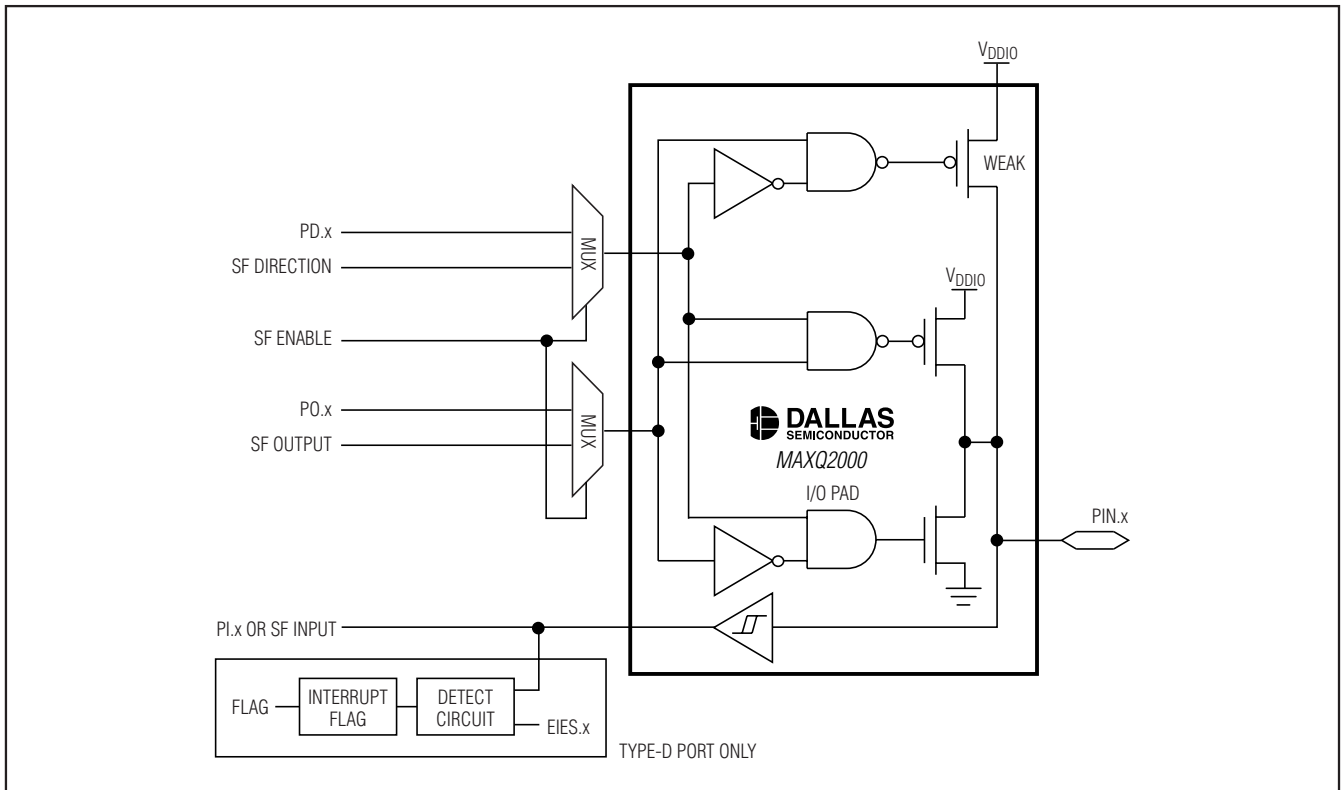 VDDIO
WEAK
PD.x
MUX
SF DIRECTION
VDDIO
SF ENABLE
PO.x
MUX
SF OUTPUT
DALLAS
SEMICONDUCTOR
MAXQ2000
I/O PAD
PIN.x
PI.x OR SF INPUT
FLAG
INTERRUPT
FLAG
DETECT
CIRCUIT
EIES.x
TYPE-D PORT ONLY